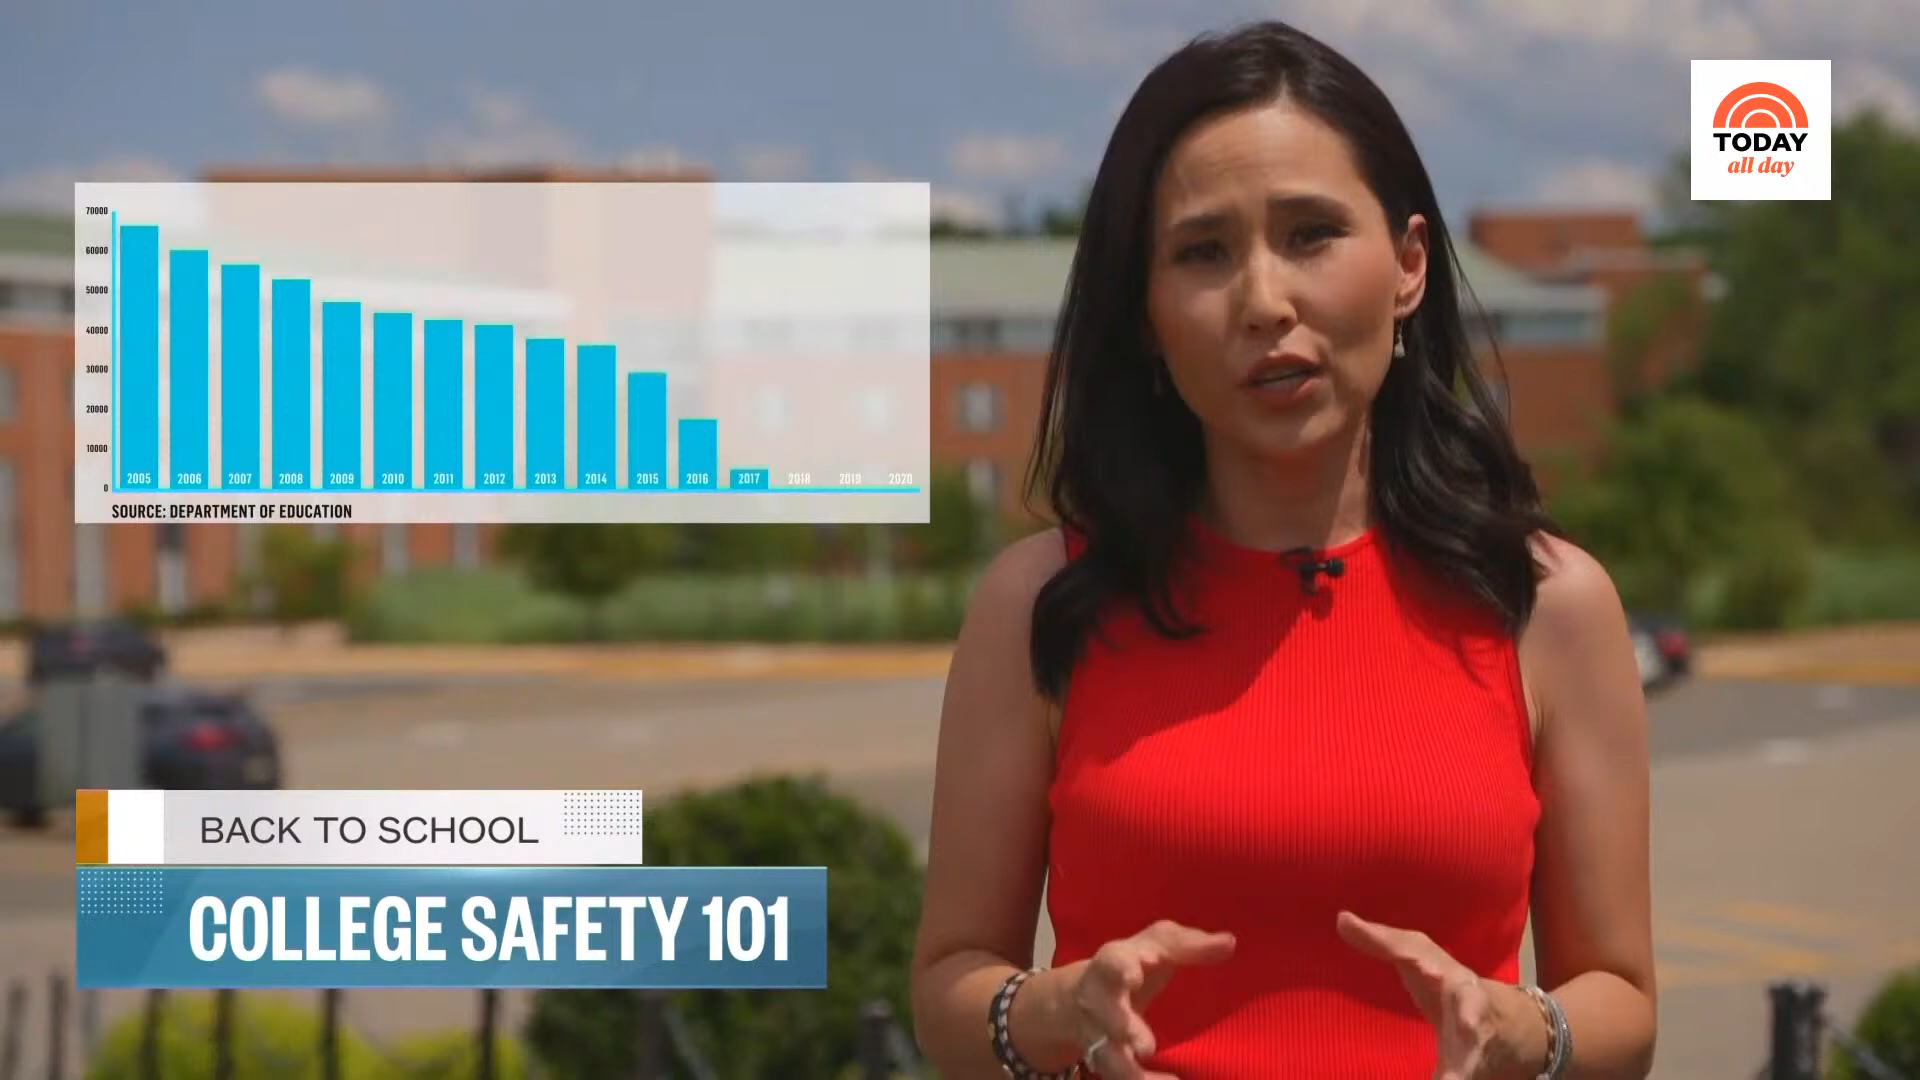 TODAY
all day
70000
60000
50000
40000
30000
20000
10000
0
2005 2006 2007 2008 2009 2010 2011 2012 2013 2014 2015 2016 2017 2018 2019 2020
SOURCE: DEPARTMENT OF EDUCATION
BACK TO SCHOOL
COLLEGE SAFETY 101